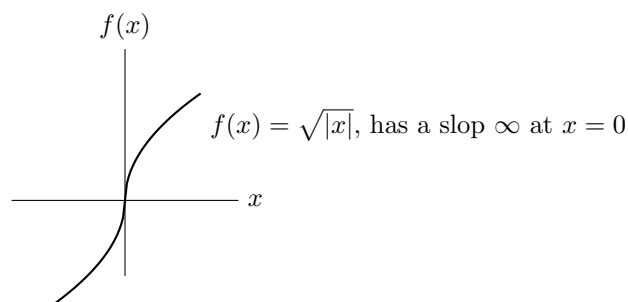 f(x)
f(x) = √|x|, has a slop ∞ at x = 0
x